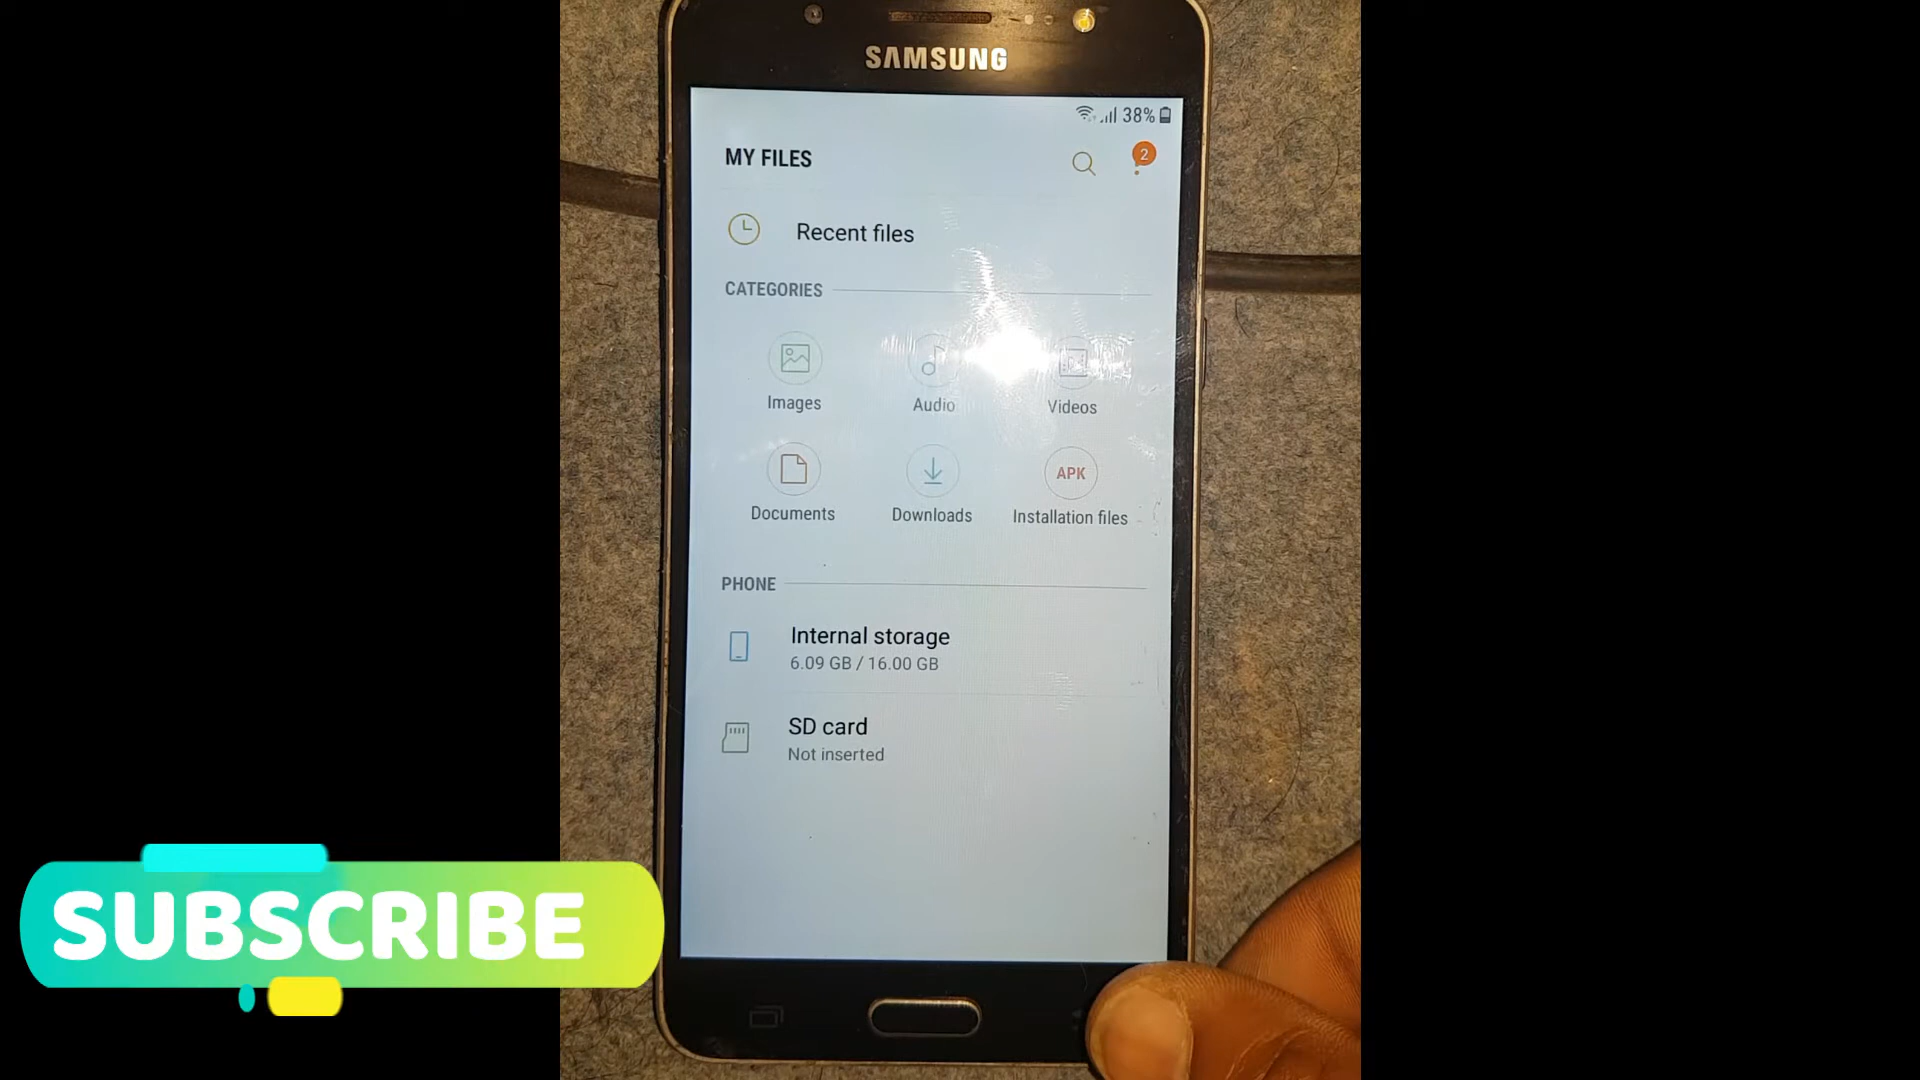 SAMSUNG
38%
MY FILES
2
Recent files
CATEGORIES
Images
Audio
Videos
Documents
Downloads
APK
Installation files
PHONE
Internal storage
6.09 GB / 16.00 GB
SD card
Not inserted
SUBSCRIBE